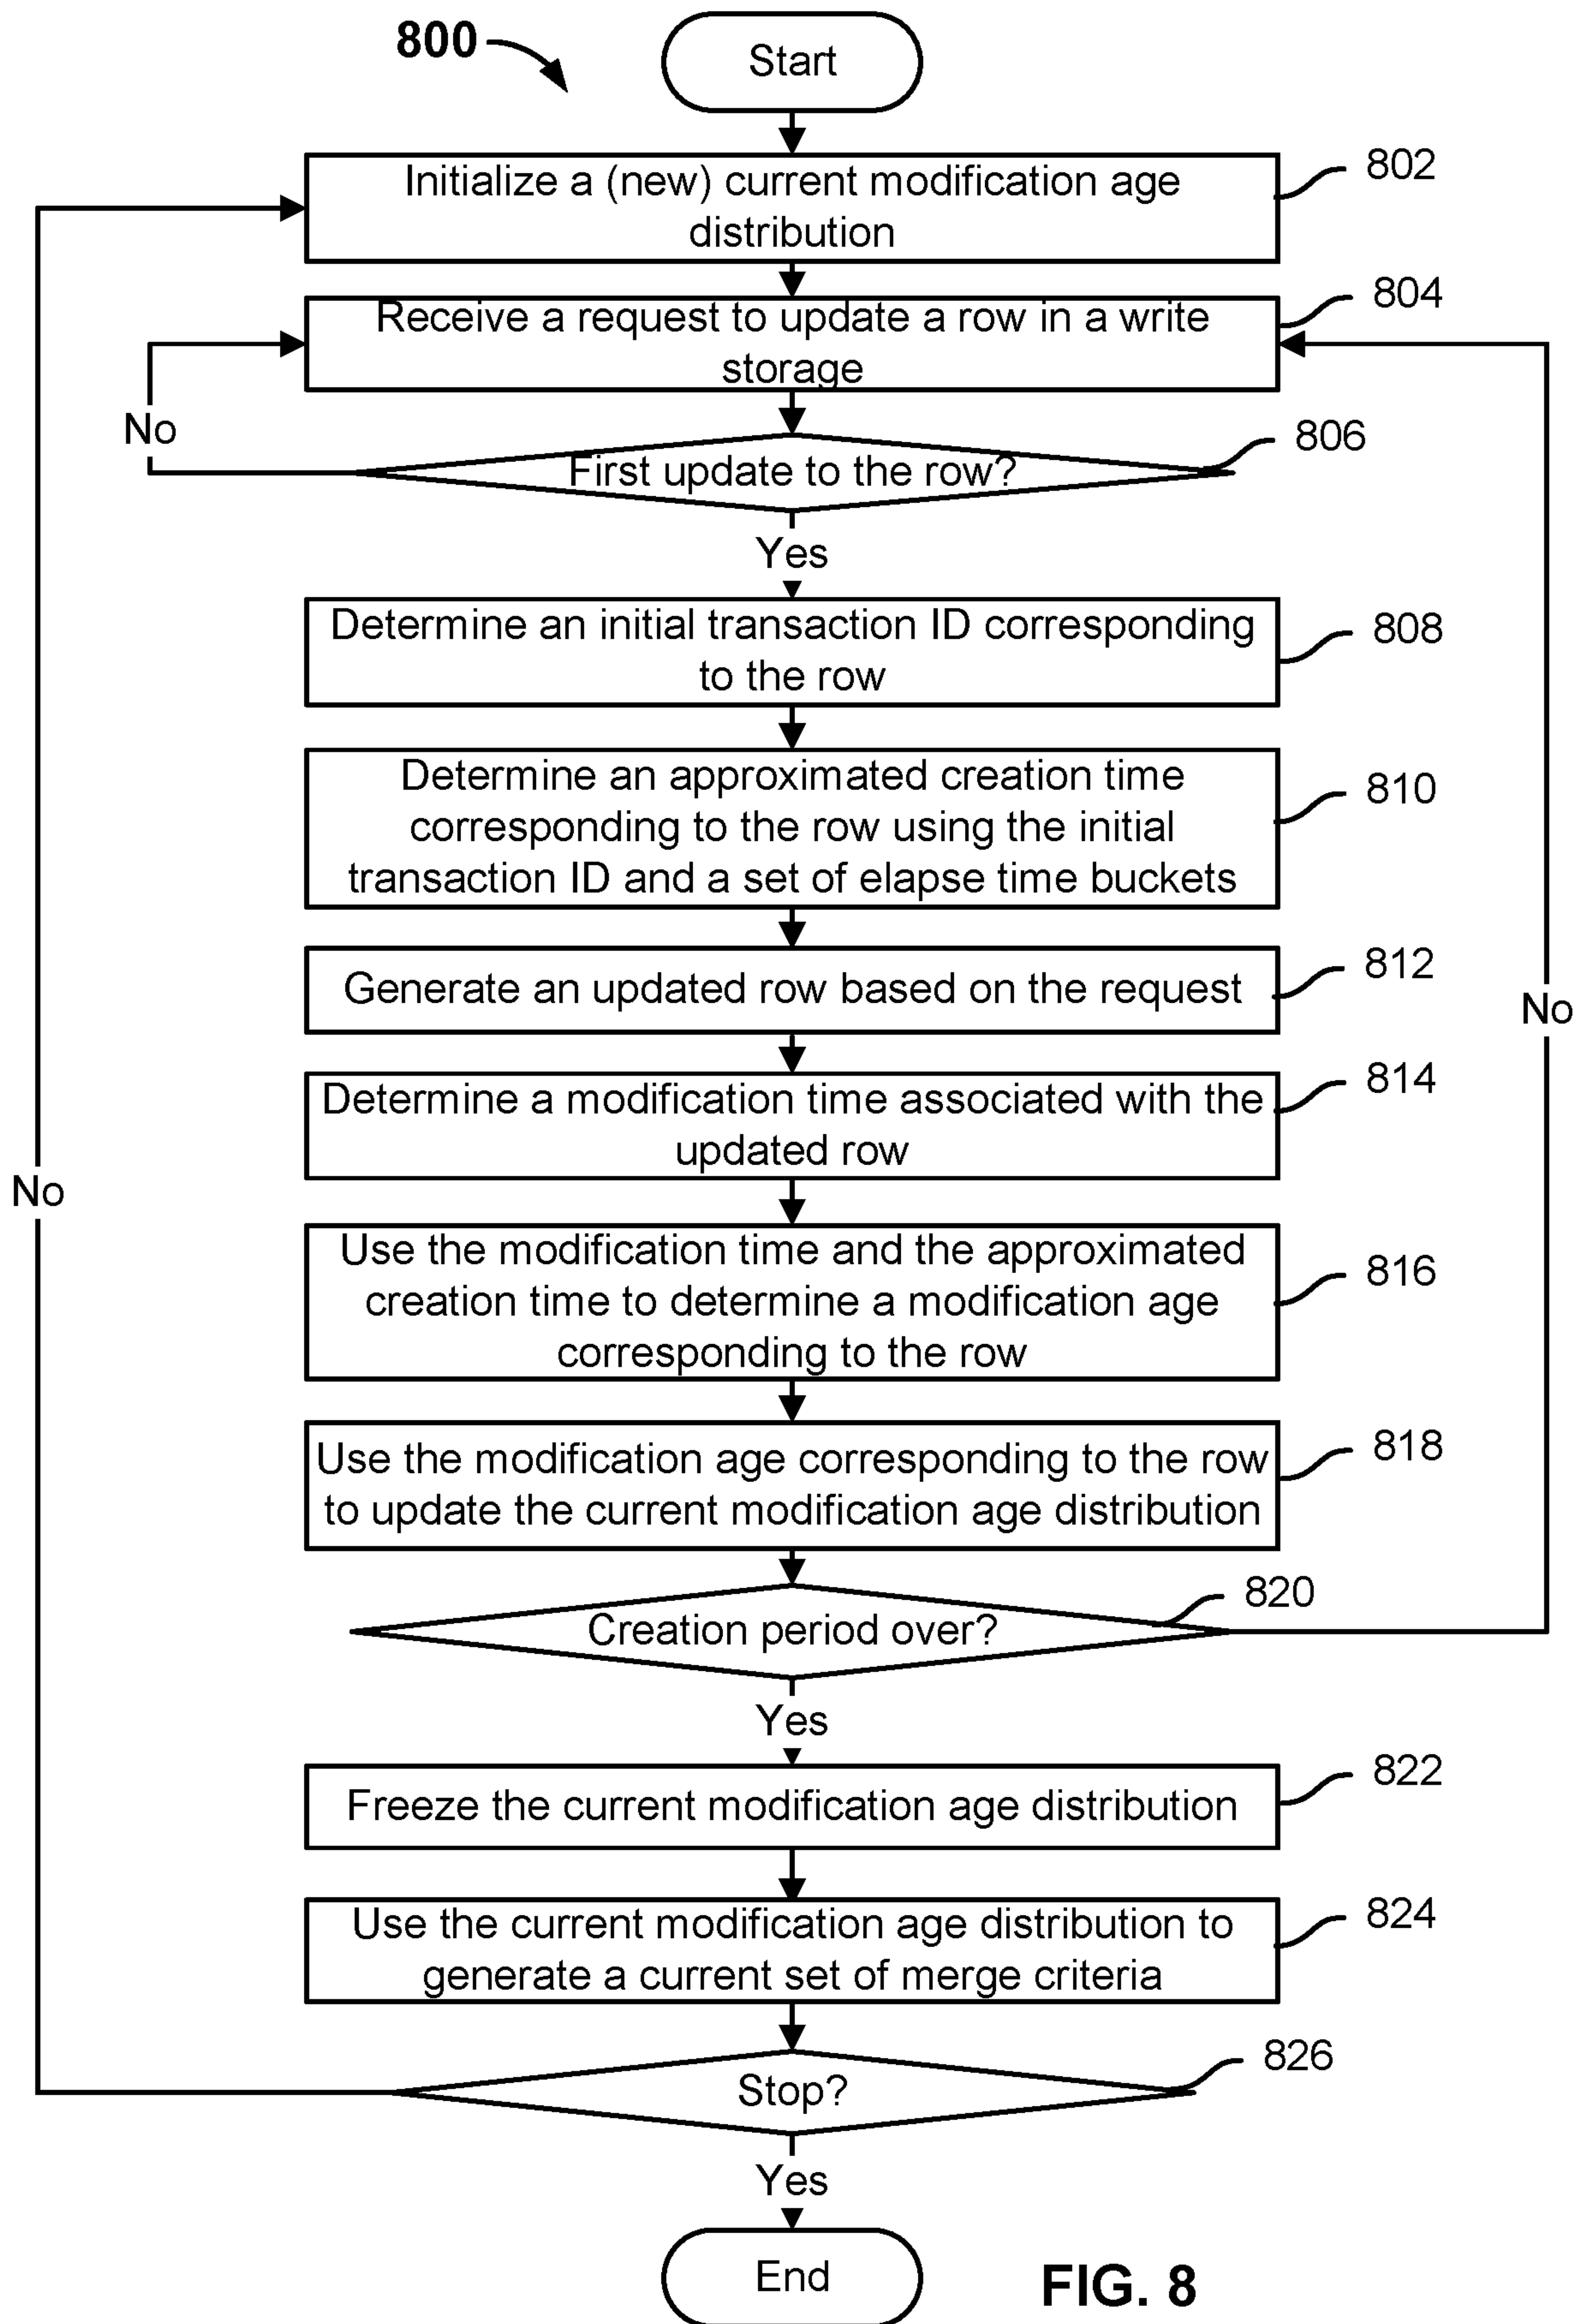 800
Start
802
Initialize a (new) current modification age
distribution
804
Receive a request to update a row in a write
storage
No
806
First update to the row?
Yes
808
Determine an initial transaction ID corresponding
to the row
810
Determine an approximated creation time
corresponding to the row using the initial
transaction ID and a set of elapse time buckets
812
Generate an updated row based on the request
No
814
Determine a modification time associated with the
updated row
No
816
Use the modification time and the approximated
creation time to determine a modification age
corresponding to the row
818
Use the modification age corresponding to the row
to update the current modification age distribution
820
Creation period over?
Yes
822
Freeze the current modification age distribution
824
Use the current modification age distribution to
generate a current set of merge criteria
826
Stop?
Yes
End
FIG. 8